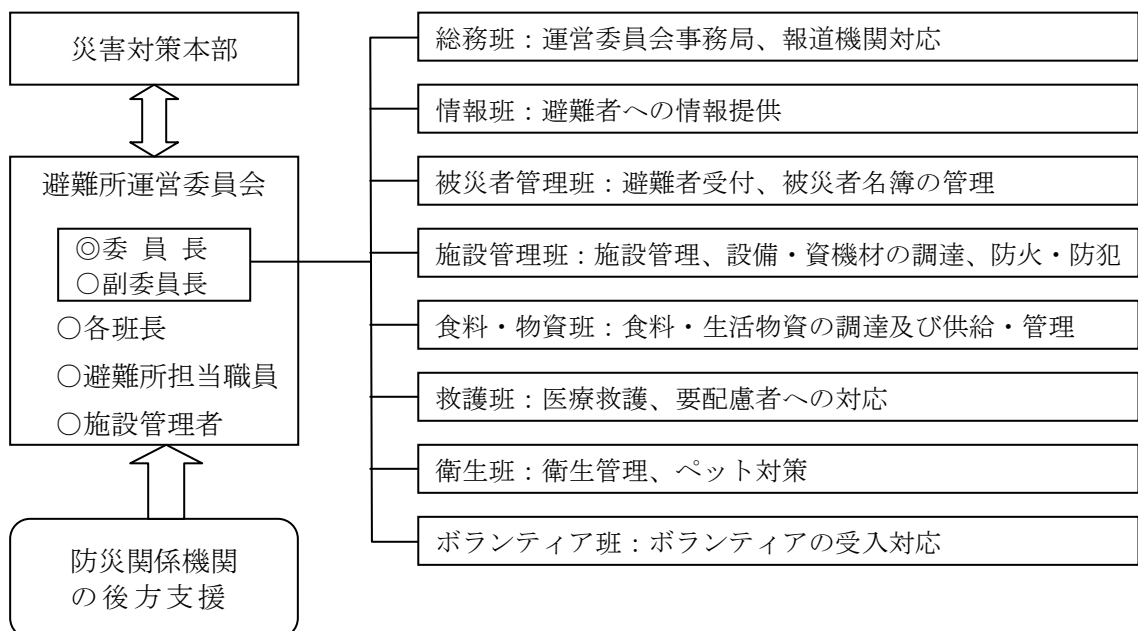 災害対策本部
避難所運営委員会
◎委員長
○副委員長
○各班長
○避難所担当職員
○施設管理者
防災関係機関
の後方支援
総務班：運営委員会事務局、報道機関対応
情報班：避難者への情報提供
被災者管理班：避難者受付、被災者名簿の管理
施設管理班：施設管理、設備・資機材の調達、防火・防犯
食料・物資班：食料・生活物資の調達及び供給・管理
救護班：医療救護、要配慮者への対応
衛生班：衛生管理、ペット対策
ボランティア班：ボランティアの受入対応